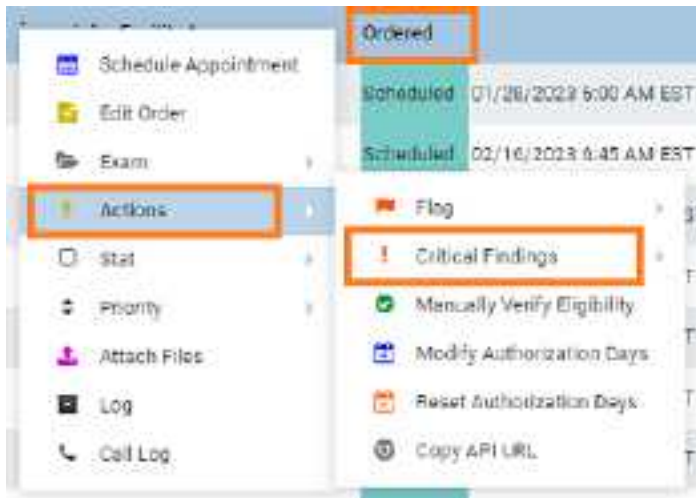 Ordered
Schedule Appointment
Scheduled 01/28/2023 6:00 AM EST
Edit Order
Scheduled 02/16/2023 6:45 AM EST
Exam
Actions
Flag
Stat
Critical Findings
Priority
Manually Verify Eligibility
Attach Files
Modify Authorization Days
Log
Reset Authorization Days
Call Log
Copy API URL